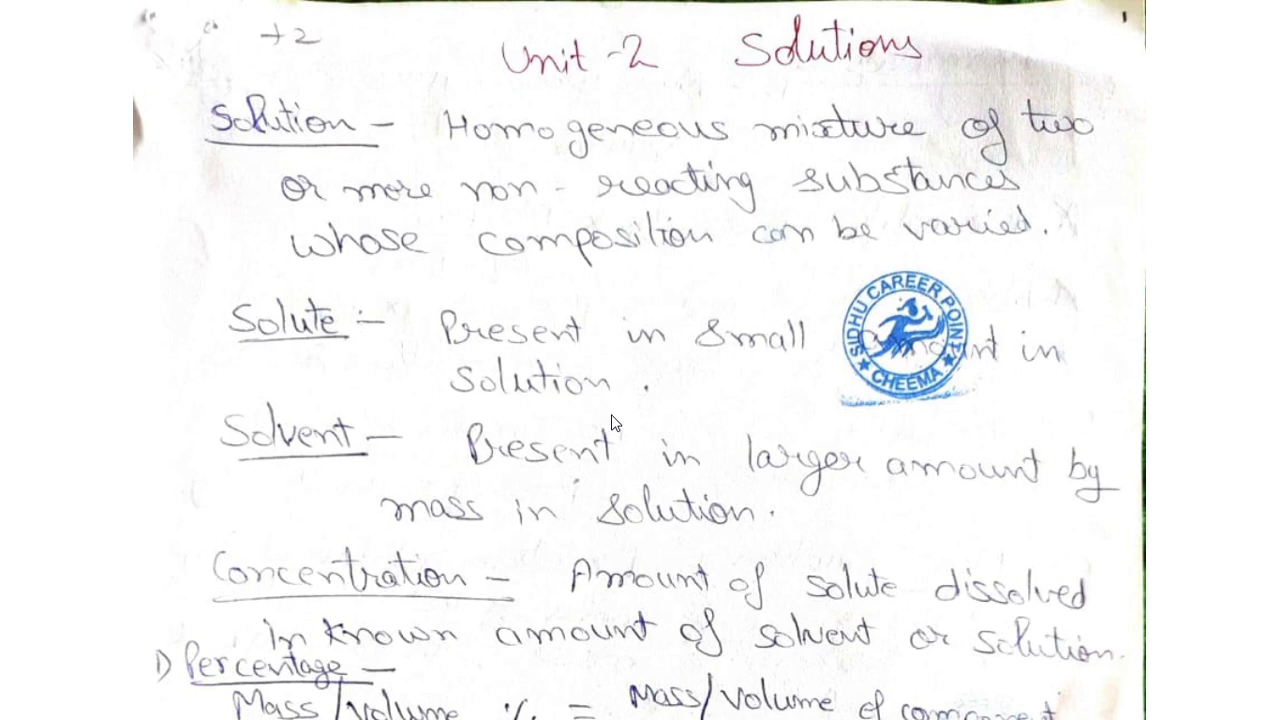 +2
Unit-2 Solutions
1
Solution - Homogeneous mixture of two
or more non-reacting substances
whose composition can be varied.
Solute :- Present in small amount in
solution.
SIDHU CAREER POINT
CHEEMA
Solvent - Present in larger amount by
mass in solution.
Concentration - Amount of solute dissolved
in known amount of solvent or solution.
1) Percentage -
Mass/volume % = Mass/volume of component